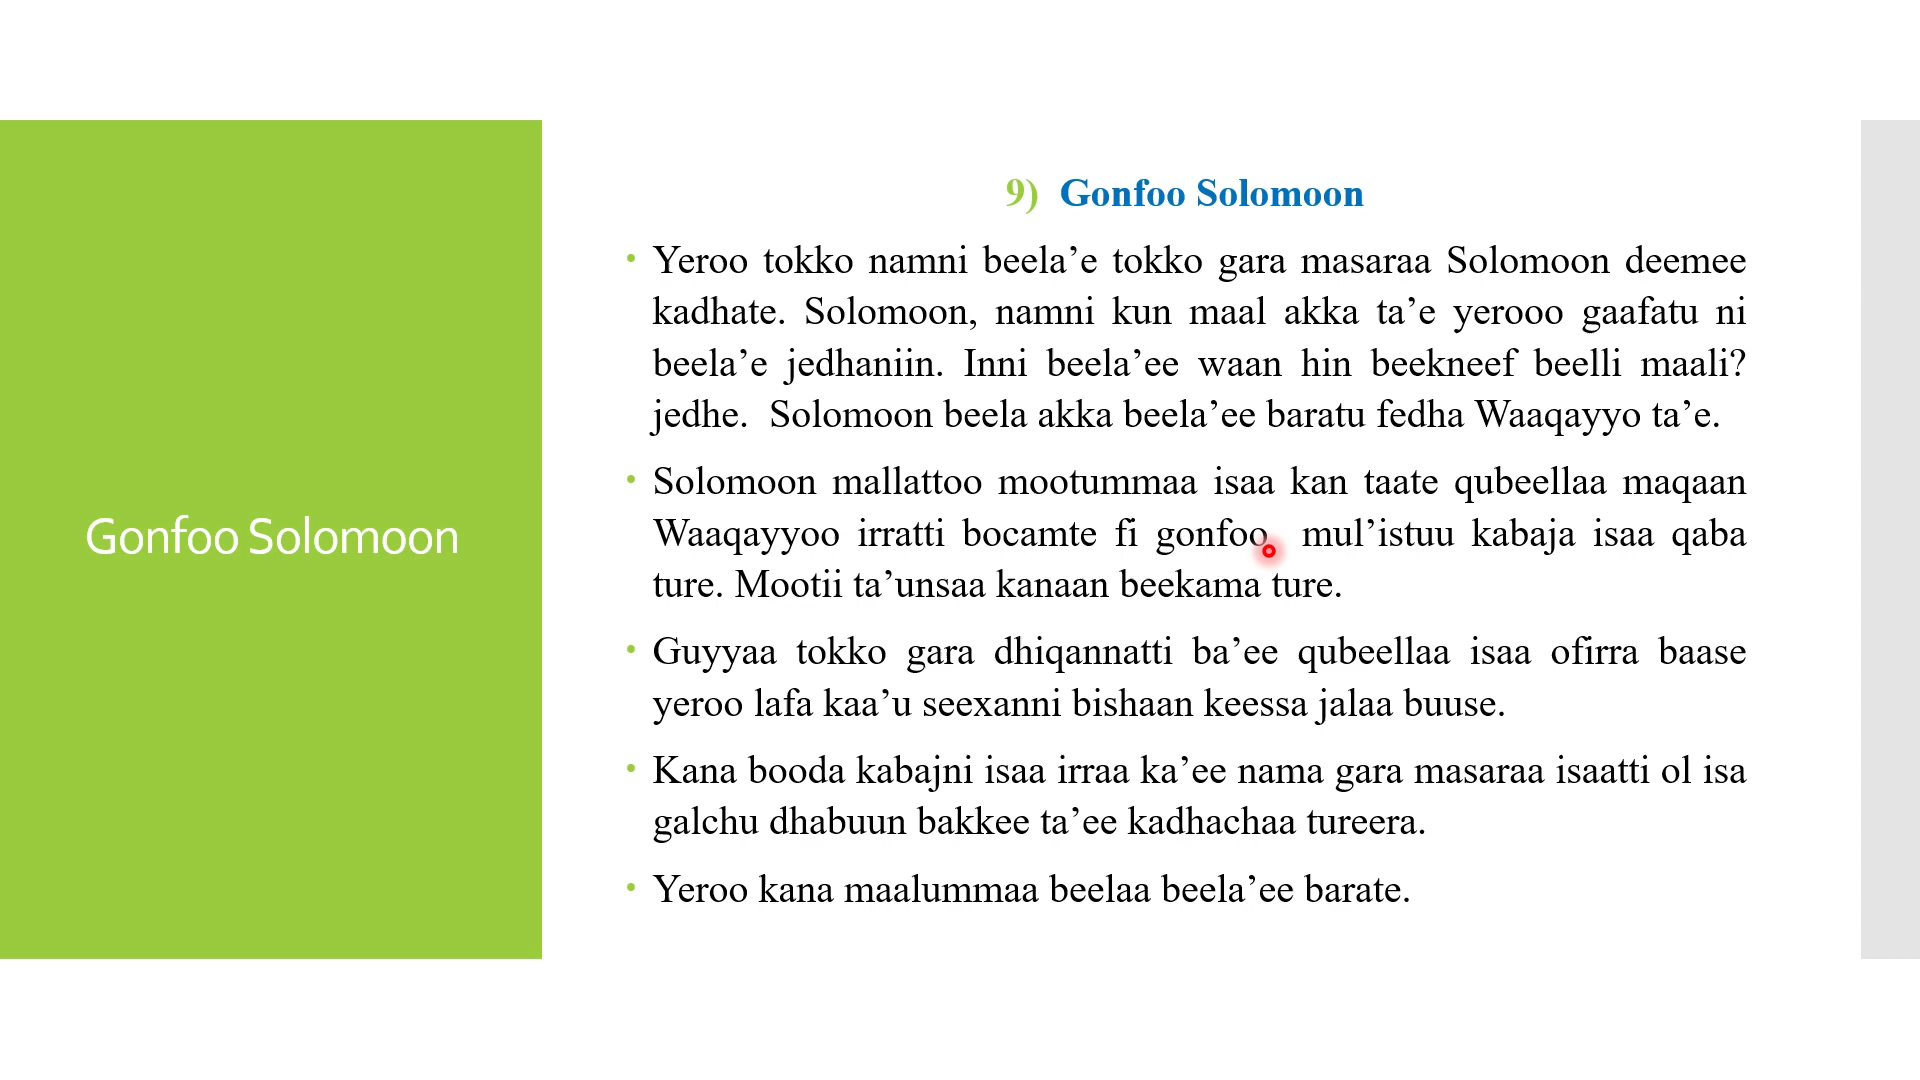 Gonfoo Solomoon
9) Gonfoo Solomoon
• Yeroo tokko namni beela’e tokko gara masaraa Solomoon deemee
kadhate. Solomoon, namni kun maal akka ta’e yerooo gaafatu ni
beela’e jedhaniin. Inni beela’ee waan hin beekneef beelli maali?
jedhe. Solomoon beela akka beela’ee baratu fedha Waaqayyo ta’e.
• Solomoon mallattoo mootummaa isaa kan taate qubeellaa maqaan
Waaqayyoo irratti bocamte fi gonfoo mul’istuu kabaja isaa qaba
ture. Mootii ta’unsaa kanaan beekama ture.
• Guyyaa tokko gara dhiqannatti ba’ee qubeellaa isaa ofirra baase
yeroo lafa kaa’u seexanni bishaan keessa jalaa buuse.
• Kana booda kabajni isaa irraa ka’ee nama gara masaraa isaatti ol isa
galchu dhabuun bakkee ta’ee kadhachaa tureera.
• Yeroo kana maalummaa beelaa beela’ee barate.